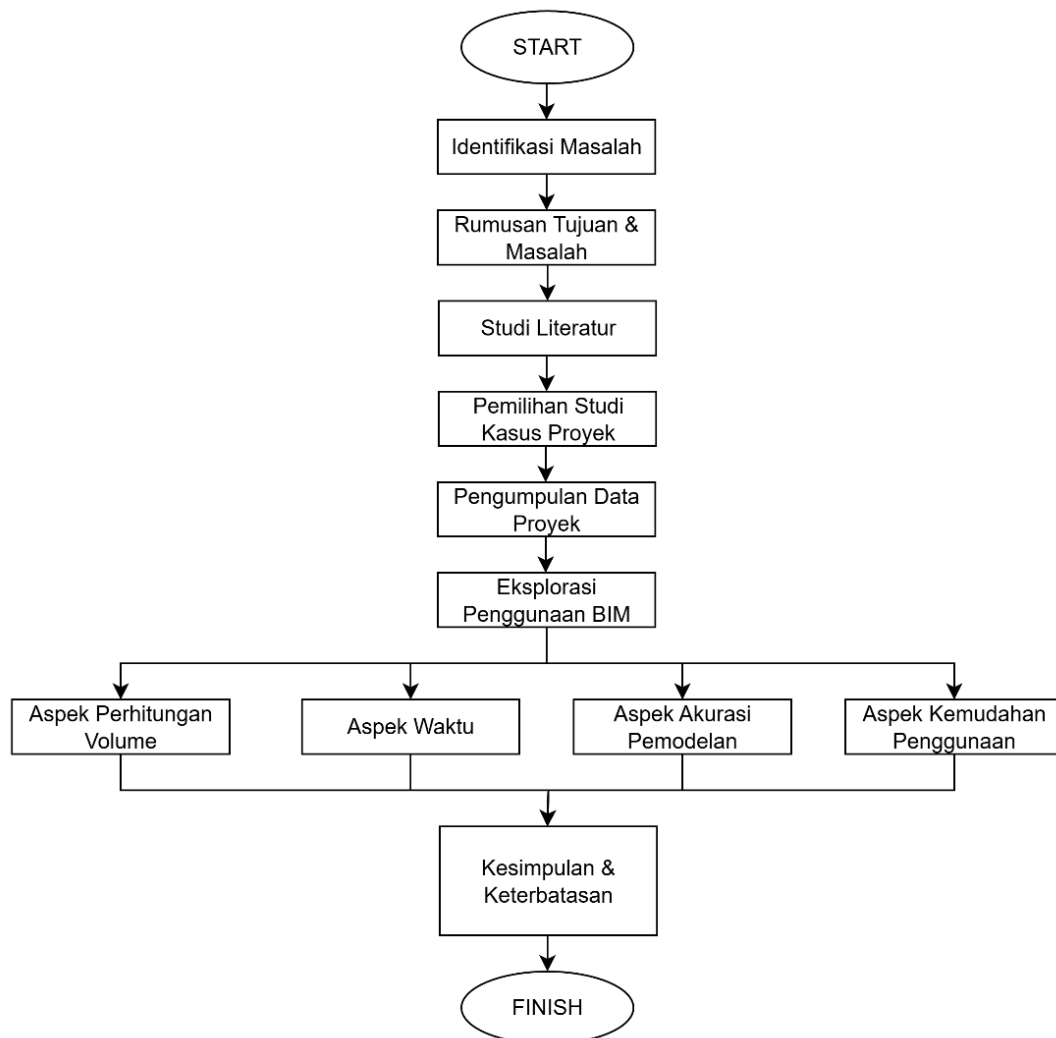 START
Identifikasi Masalah
Rumusan Tujuan &
Masalah
Studi Literatur
Pemilihan Studi
Kasus Proyek
Pengumpulan Data
Proyek
Eksplorasi
Penggunaan BIM
Aspek Perhitungan
Volume
Aspek Waktu
Aspek Akurasi
Pemodelan
Aspek Kemudahan
Penggunaan
Kesimpulan &
Keterbatasan
FINISH